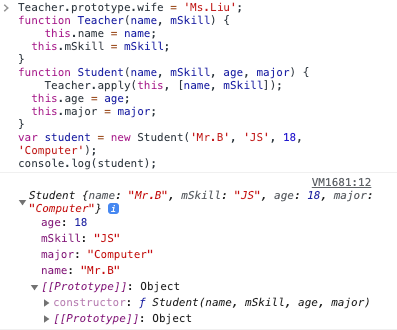 Teacher.prototype.wife = 'Ms.Liu';
function Teacher(name, mSkill) {
    this.name = name;
  this.mSkill = mSkill;
}
function Student(name, mSkill, age, major) {
    Teacher.apply(this, [name, mSkill]);
  this.age = age;
  this.major = major;
}
var student = new Student('Mr.B', 'JS', 18,
'Computer');
console.log(student);
VM1681:12
Student {name: "Mr.B", mSkill: "JS", age: 18, major:
"Computer"} i
age: 18
mSkill: "JS"
major: "Computer"
name: "Mr.B"
[[Prototype]]: Object
constructor: ƒ Student(name, mSkill, age, major)
[[Prototype]]: Object